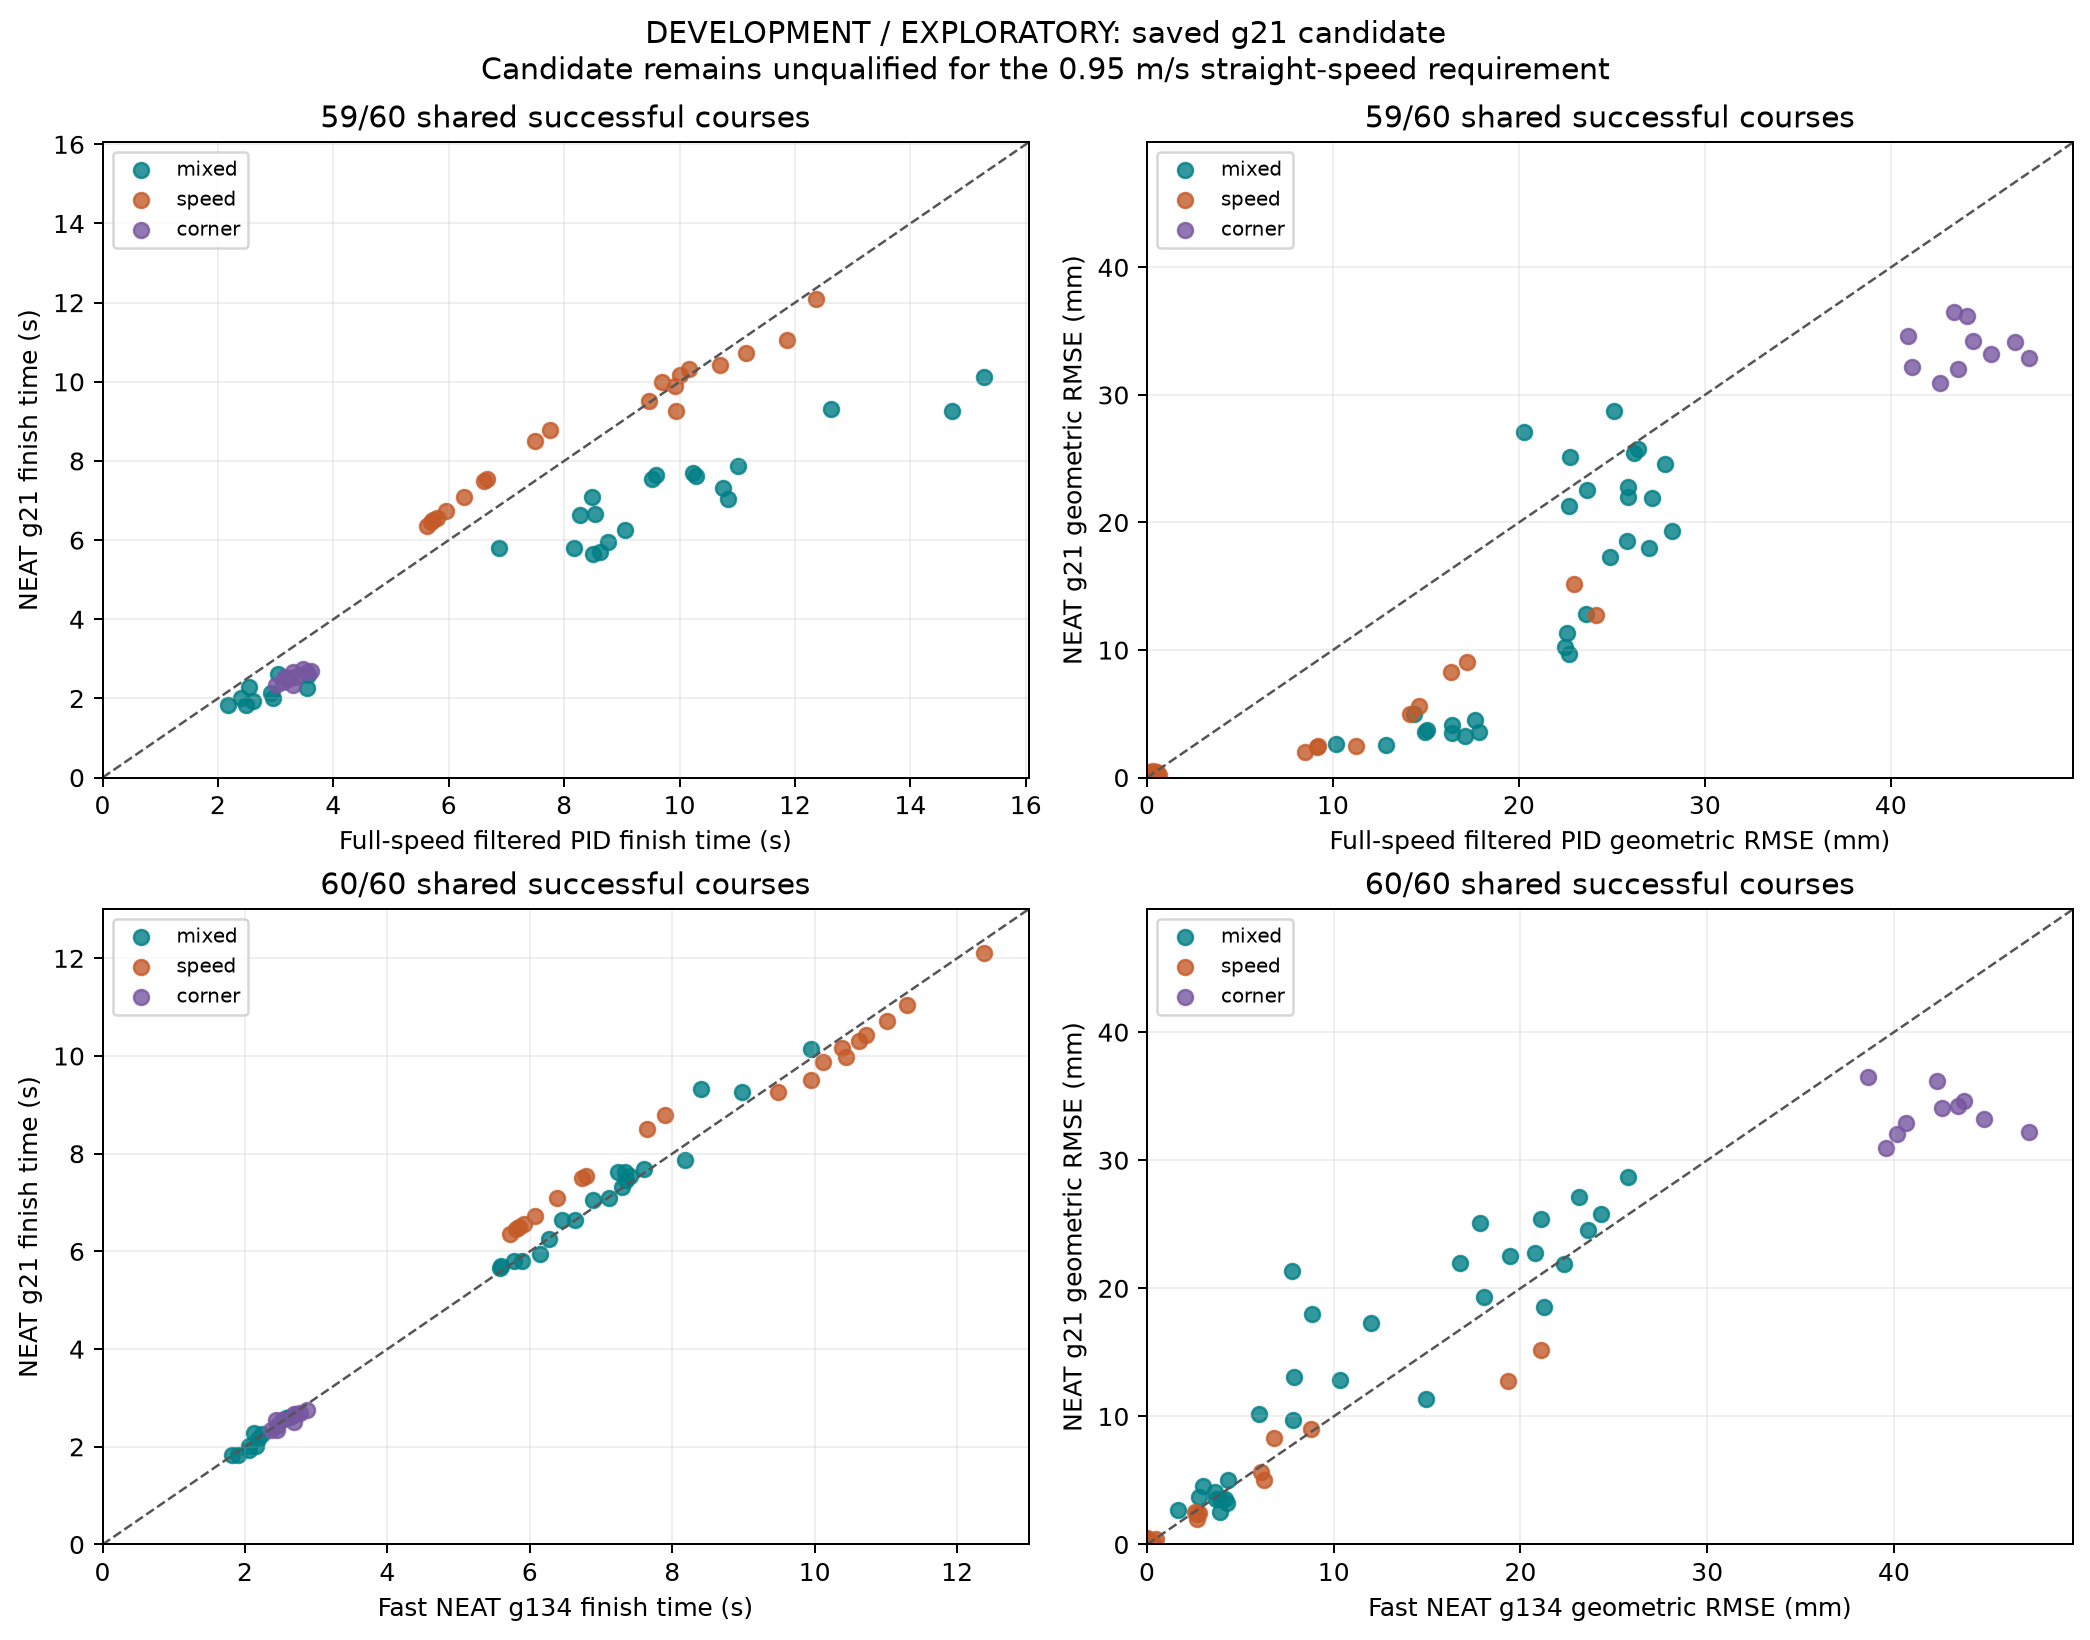 DEVELOPMENT / EXPLORATORY: saved g21 candidate
Candidate remains unqualified for the 0.95 m/s straight-speed requirement
59/60 shared successful courses
mixed
speed
corner
NEAT g21 finish time (s)
16
14
12
10
8
6
4
2
0
0 2 4 6 8 10 12 14 16
Full-speed filtered PID finish time (s)
59/60 shared successful courses
mixed
speed
corner
NEAT g21 geometric RMSE (mm)
40
30
20
10
0
0 10 20 30 40
Full-speed filtered PID geometric RMSE (mm)
60/60 shared successful courses
mixed
speed
corner
NEAT g21 finish time (s)
12
10
8
6
4
2
0
0 2 4 6 8 10 12
Fast NEAT g134 finish time (s)
60/60 shared successful courses
mixed
speed
corner
NEAT g21 geometric RMSE (mm)
40
30
20
10
0
0 10 20 30 40
Fast NEAT g134 geometric RMSE (mm)